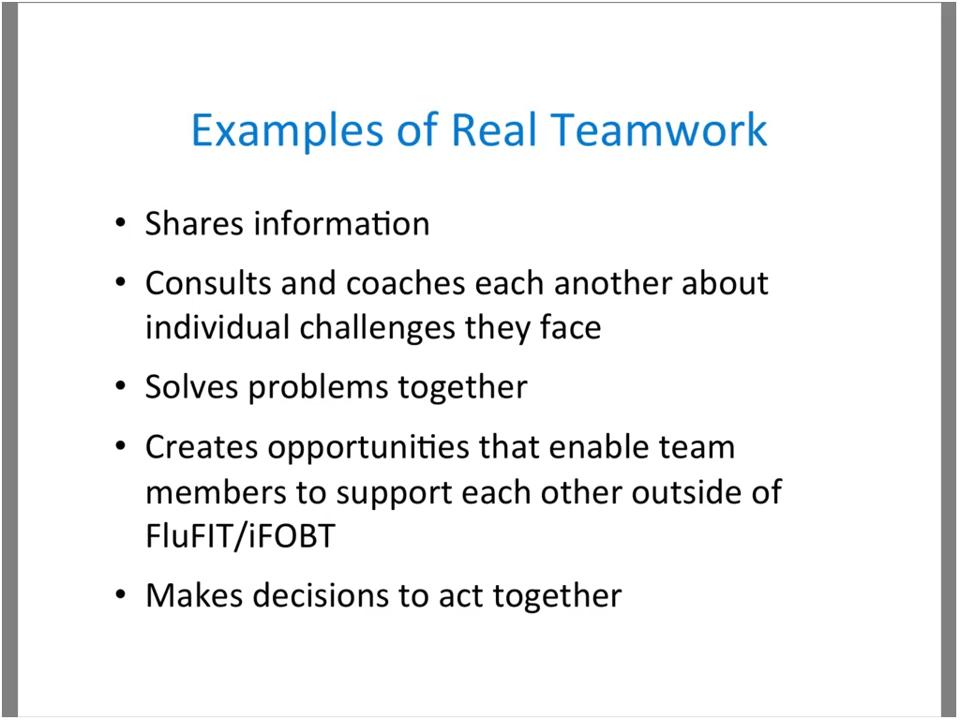 Examples of Real Teamwork
• Shares information
• Consults and coaches each another about
individual challenges they face
• Solves problems together
• Creates opportunities that enable team
members to support each other outside of
FluFIT/iFOBT
• Makes decisions to act together